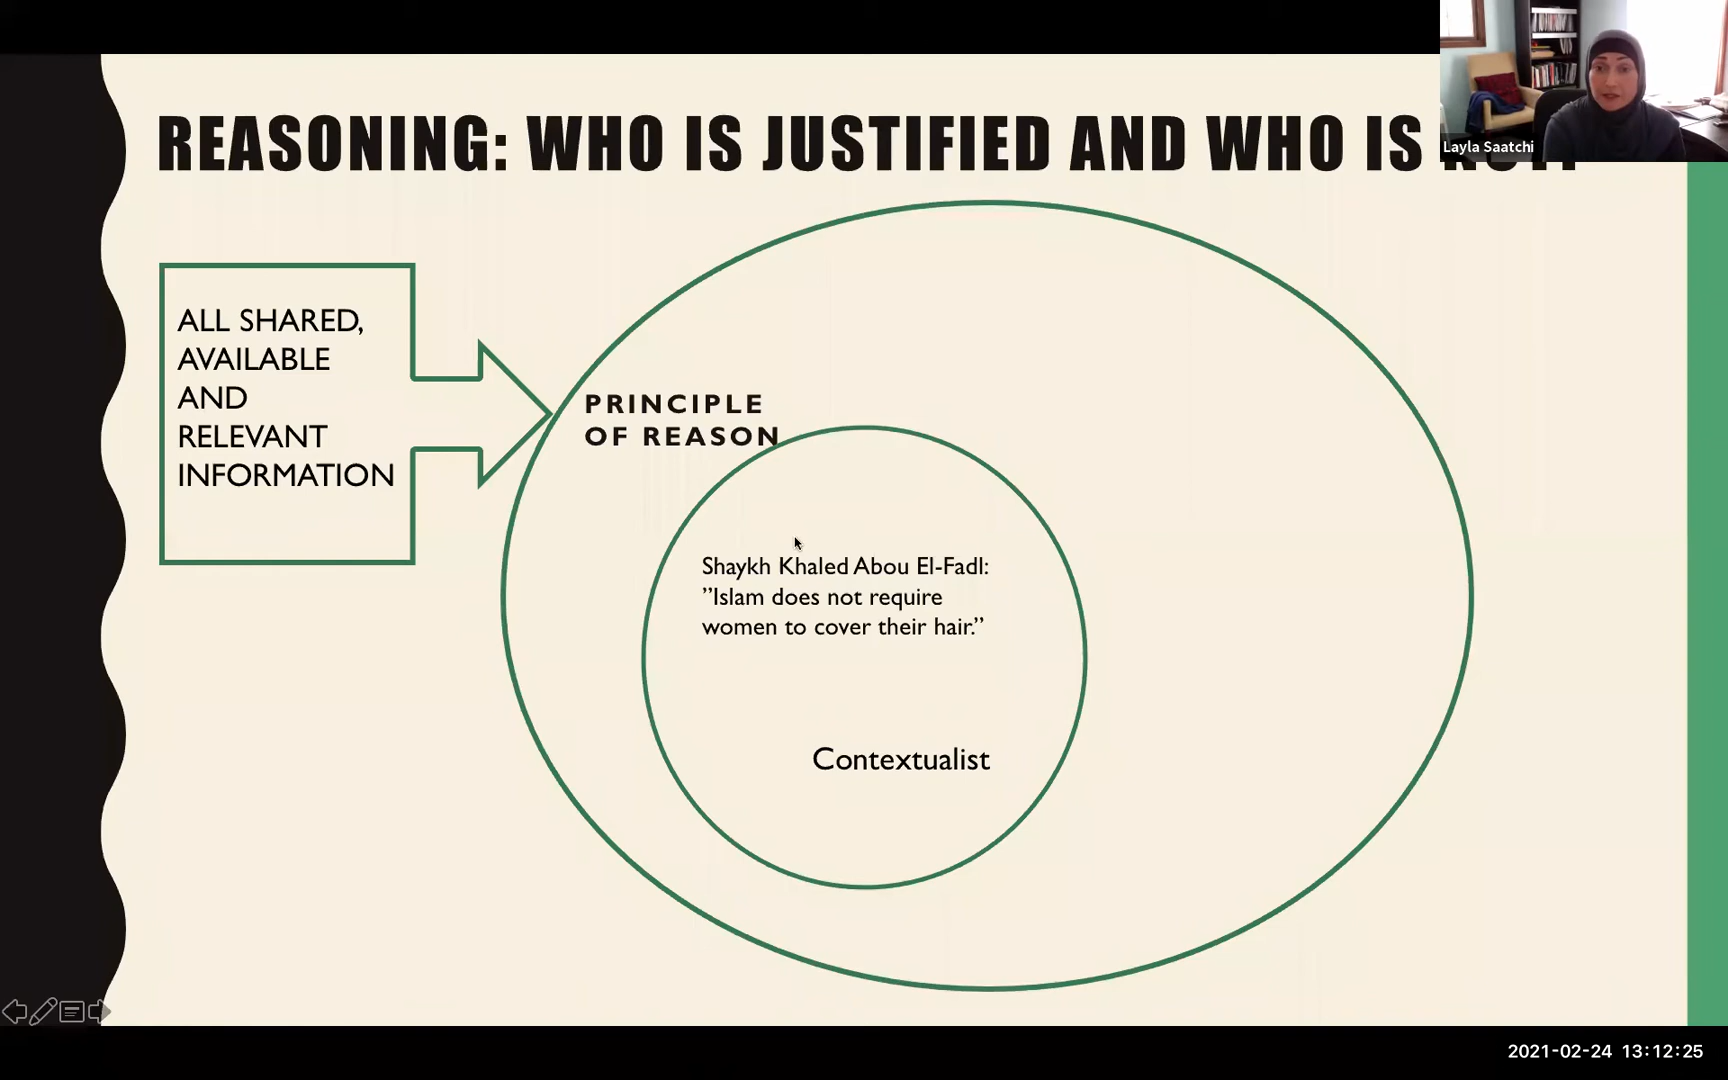 REASONING: WHO IS JUSTIFIED AND WHO IS
Layla Saatchi
ALL SHARED,
AVAILABLE
AND
RELEVANT
INFORMATION
PRINCIPLE
OF REASON
Shaykh Khaled Abou El-Fadl:
”Islam does not require
women to cover their hair.”
Contextualist
2021-02-24 13:12:25